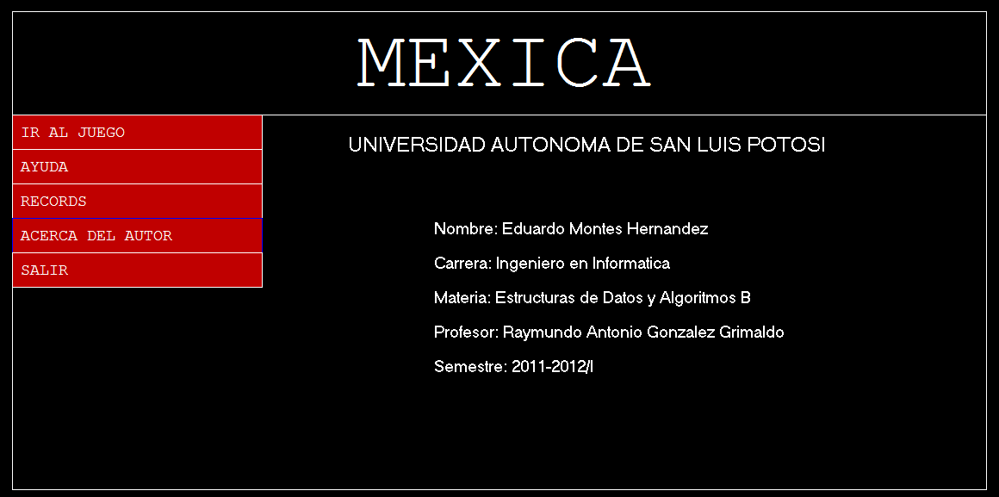 MEXICA
IR AL JUEGO
AYUDA
RECORDS
ACERCA DEL AUTOR
SALIR
UNIVERSIDAD AUTONOMA DE SAN LUIS POTOSI
Nombre: Eduardo Montes Hernandez
Carrera: Ingeniero en Informatica
Materia: Estructuras de Datos y Algoritmos B
Profesor: Raymundo Antonio Gonzalez Grimaldo
Semestre: 2011-2012/I